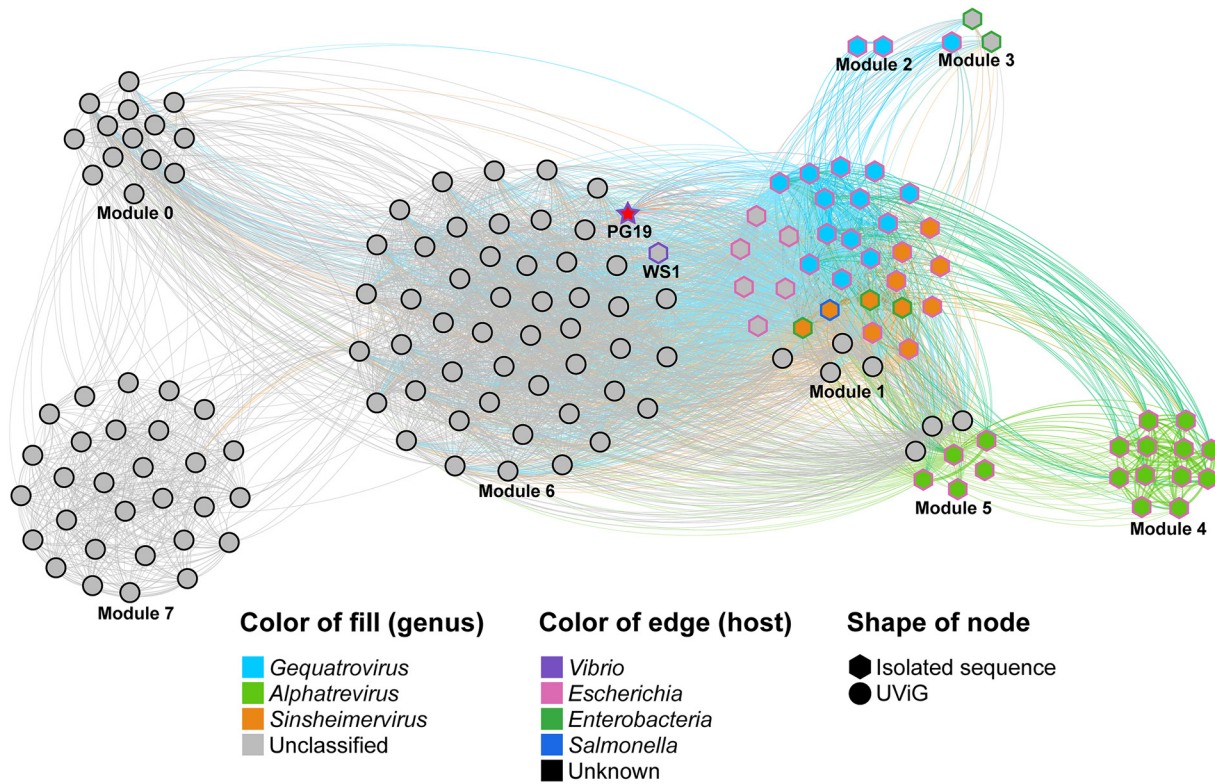 Module 2
Module 3
Module 0
PG19
WS1
Module 1
Module 6
Module 5
Module 4
Module 7
Color of fill (genus)
Gequatrovirus
Alphatrevirus
Sinsheimervirus
Unclassified
Color of edge (host)
Vibrio
Escherichia
Enterobacteria
Salmonella
Unknown
Shape of node
Isolated sequence
UViG